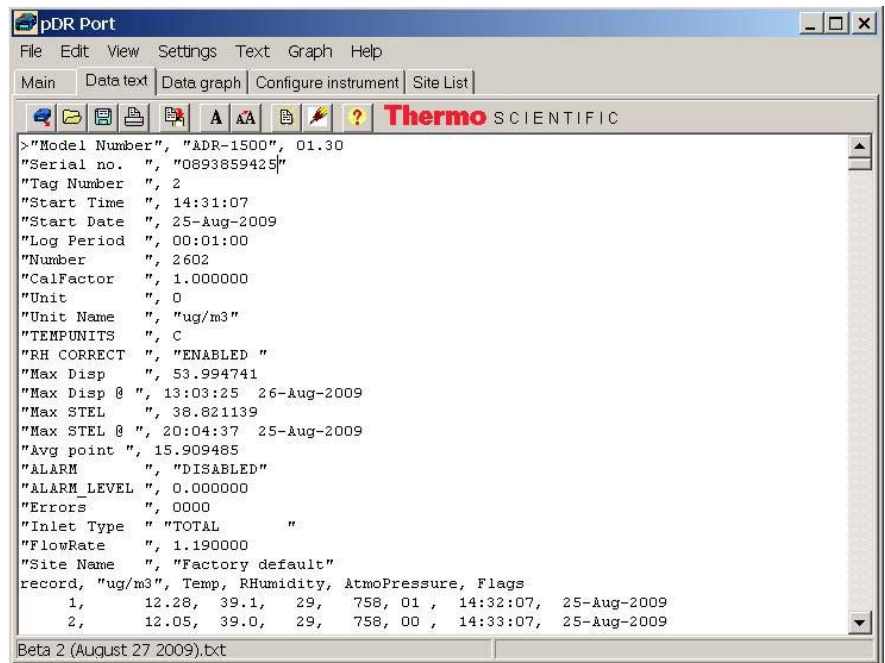 pDR Port
File Edit View Settings Text Graph Help
Main Data text Data graph Configure instrument Site List
A AA ? Thermo SCIENTIFIC
>"Model Number", "ADR-1500", 01.30
"Serial no. ", "0893859425"
"Tag Number ", 2
"Start Time ", 14:31:07
"Start Date ", 25-Aug-2009
"Log Period ", 00:01:00
"Number ", 2602
"CalFactor ", 1.000000
"Unit ", 0
"Unit Name ", "ug/m3"
"TEMPUNITS ", C
"RH CORRECT ", "ENABLED "
"Max Disp ", 53.994741
"Max Disp @ ", 13:03:25 26-Aug-2009
"Max STEL ", 38.821139
"Max STEL @ ", 20:04:37 25-Aug-2009
"Avg point ", 15.909485
"ALARM ", "DISABLED"
"ALARM_LEVEL ", 0.000000
"Errors ", 0000
"Inlet Type " "TOTAL "
"FlowRate ", 1.190000
"Site Name ", "Factory default"
record, "ug/m3", Temp, RHumidity, AtmoPressure, Flags
1, 12.28, 39.1, 29, 758, 01 , 14:32:07, 25-Aug-2009
2, 12.05, 39.0, 29, 758, 00 , 14:33:07, 25-Aug-2009
Beta 2 (August 27 2009).txt